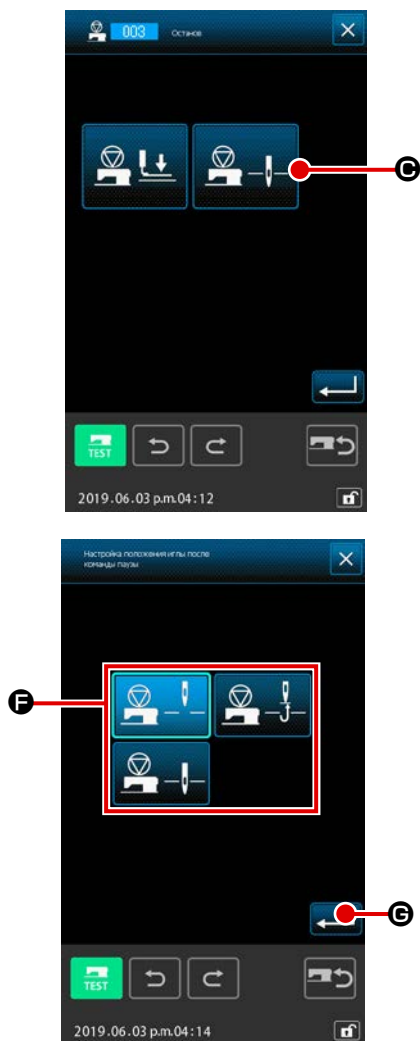 003 Останов
C
TEST
2019.06.03 p.m.04:12
Настройка положения иглы после
команды паузы
F
G
TEST
2019.06.03 p.m.04:14